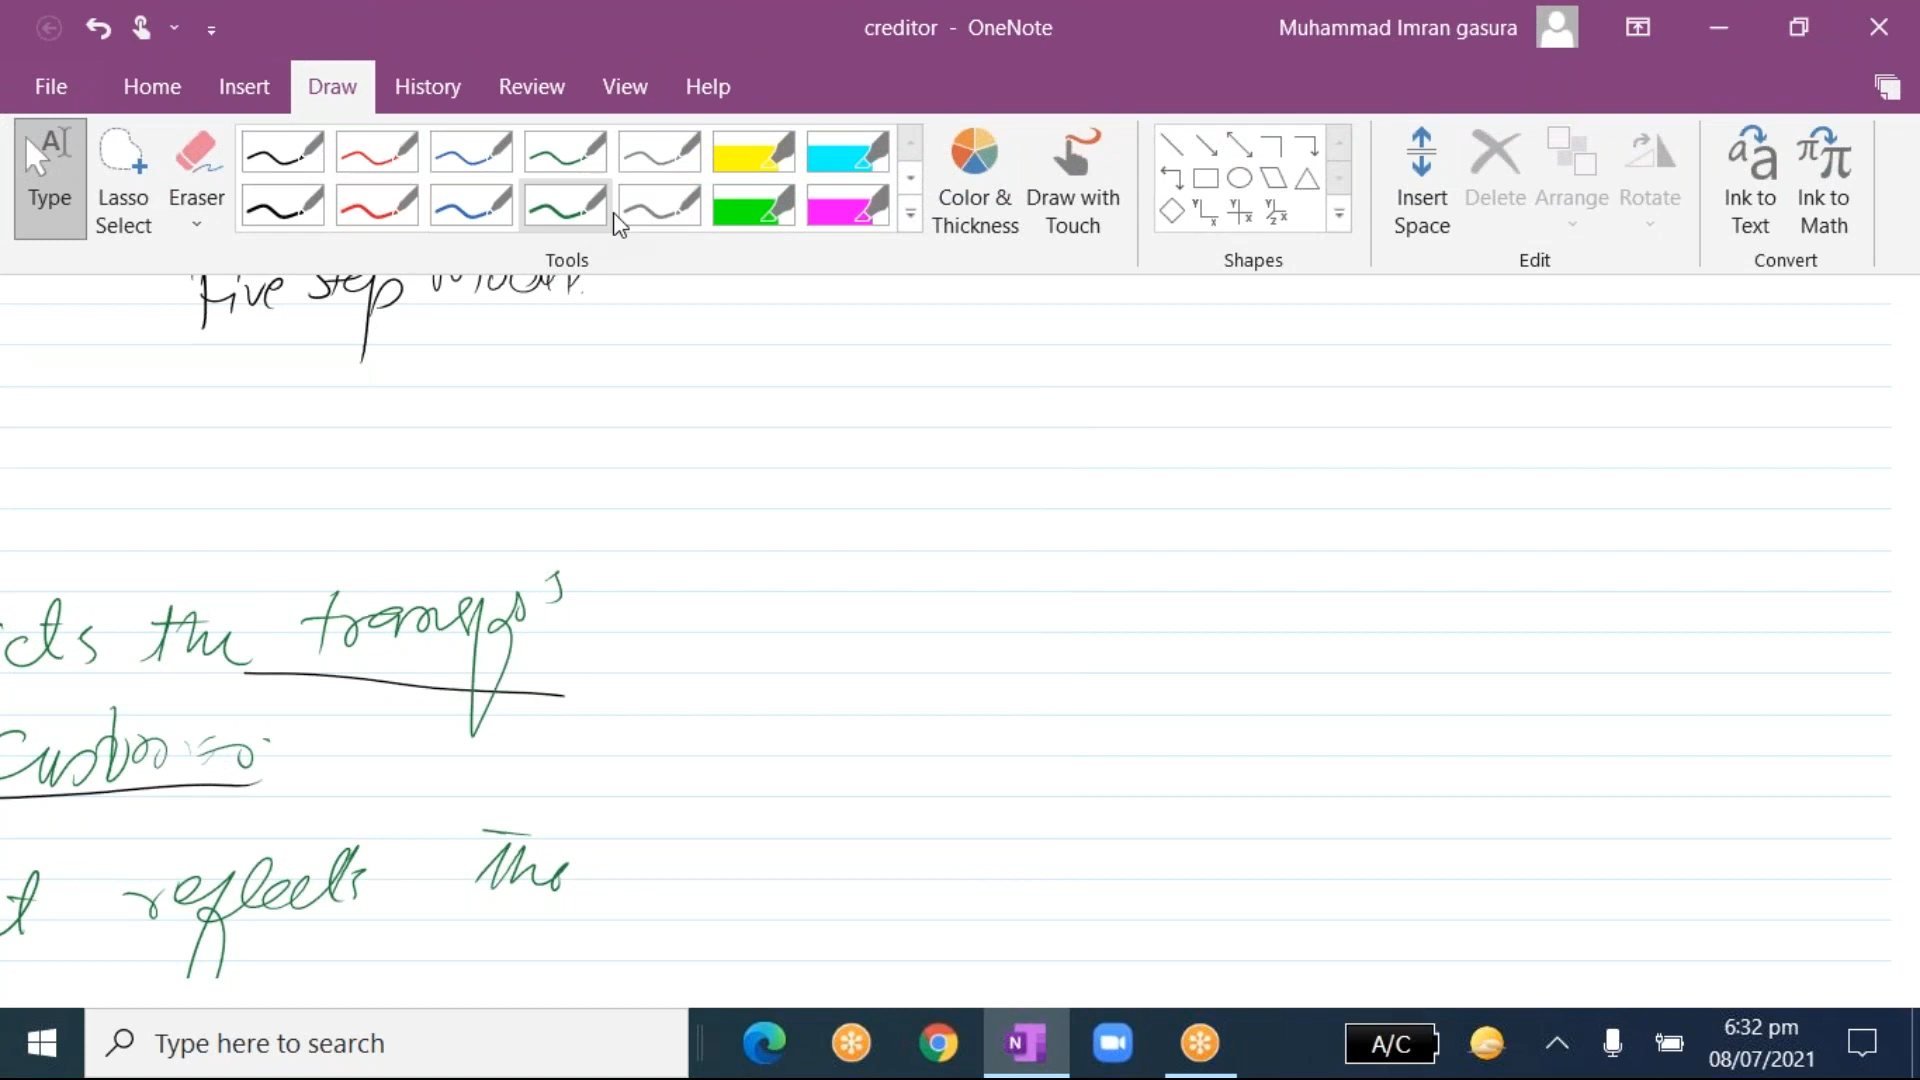 creditor - OneNote
Muhammad Imran gasura
File Home Insert Draw History Review View Help
Type
Lasso Select
Eraser
Color & Thickness
Draw with Touch
Insert Space
Delete
Arrange
Rotate
Ink to Text
Ink to Math
Tools
Shapes
Edit
Convert
five step
cts the
reflects the
Type here to search
A/C
6:32 pm
08/07/2021